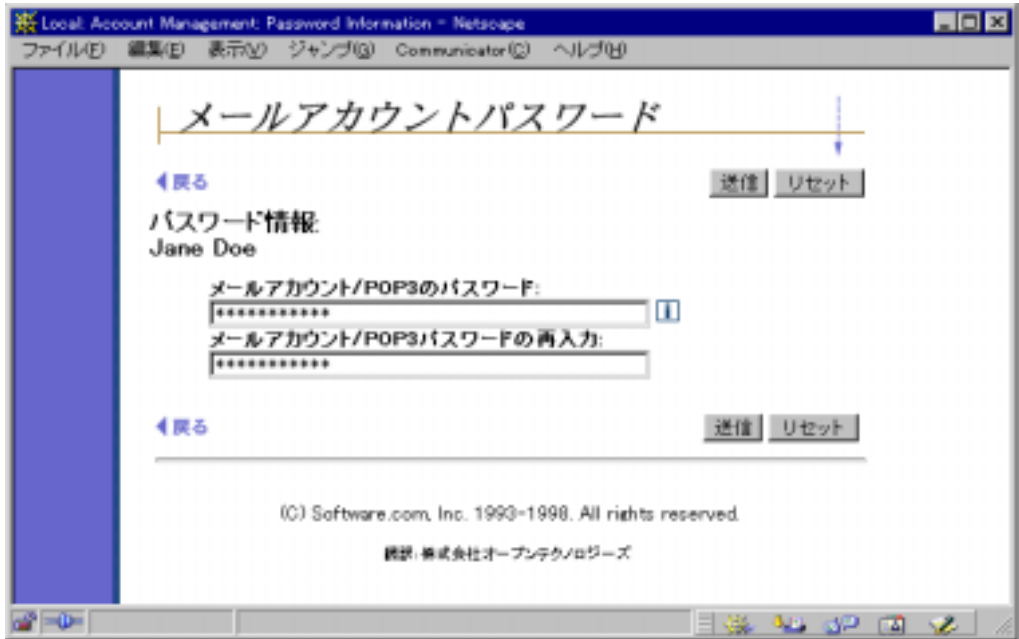 Local: Account Management: Password Information - Netscape
ファイル(F) 編集(E) 表示(V) ジャンプ(G) Communicator(C) ヘルプ(H)
メールアカウントパスワード
戻る 送信 リセット
パスワード情報:
Jane Doe
メールアカウント/POP3のパスワード:
***********
i
メールアカウント/POP3パスワードの再入力:
***********
戻る 送信 リセット
(C) Software.com, Inc. 1993-1998. All rights reserved.
翻訳: 株式会社オープンテクノロジーズ